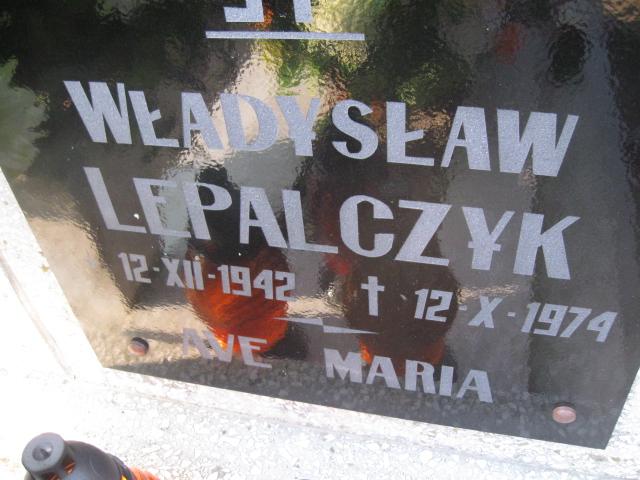 WŁADYSŁAW
LEPALCZYK
12-XII-1942 † 12-X-1974
AVE MARIA